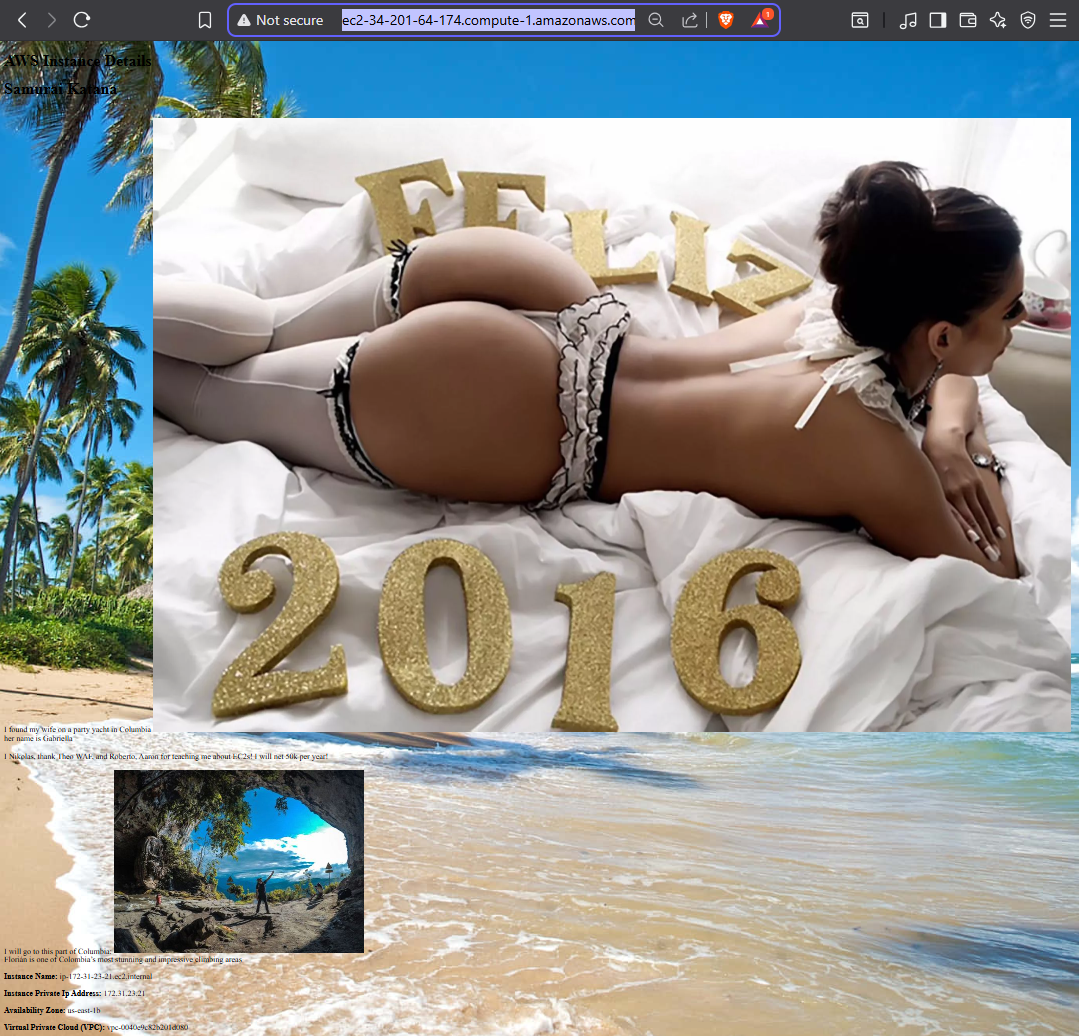 Not secure
ec2-34-201-64-174.compute-1.amazonaws.com
1
AWS Instance Details
Samurai Katana
FELIZ
2016
I found my wife on a party yacht in Columbia
her name is Gabriella
I Nikolas, thank Theo WAF, and Roberto, Aaron for teaching me about EC2s! I will net 50k per year!
I will go to this part of Columbia:
Florián is one of Colombia's most stunning and impressive climbing areas
Instance Name: ip-172-31-23-21.ec2.internal
Instance Private Ip Address: 172.31.23.21
Availability Zone: us-east-1b
Virtual Private Cloud (VPC):